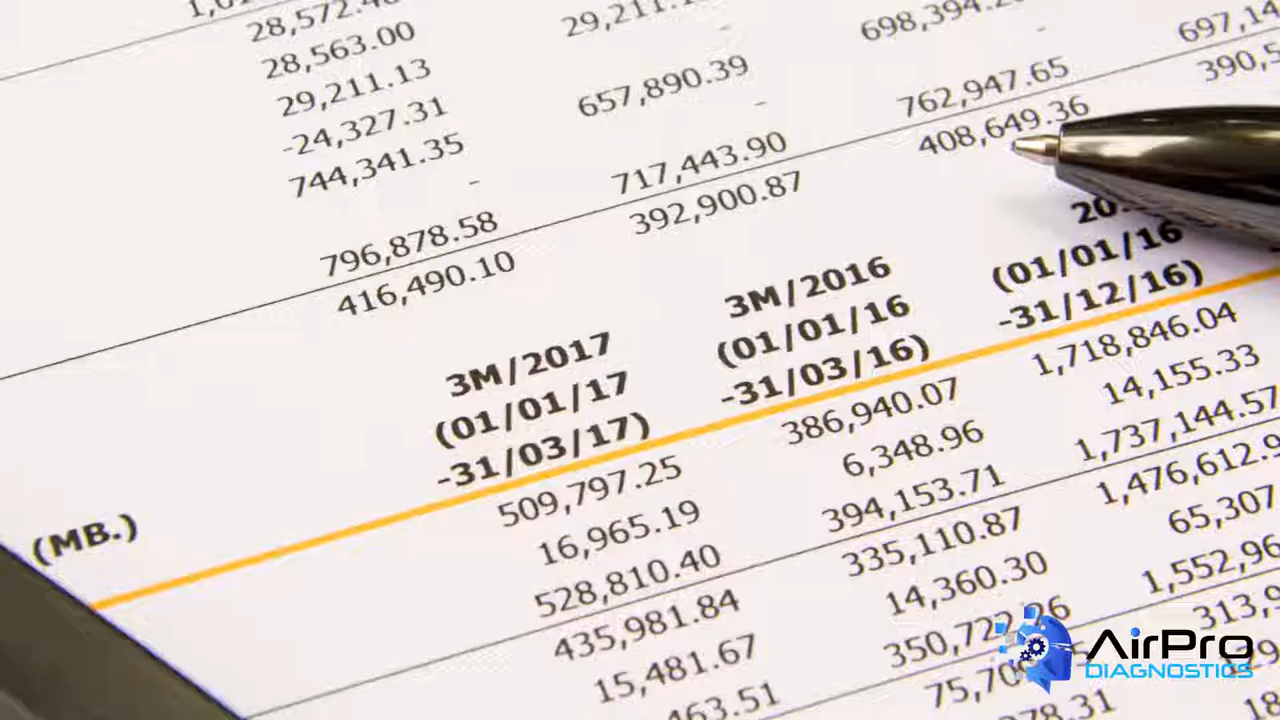 28,563.00
29,211.13 657,890.39 762,947.65
-24,327.31 - 408,649.36
744,341.35 717,443.90
- 392,900.87
796,878.58
416,490.10
3M/2017 3M/2016
(01/01/17 (01/01/16 (01/01/16
-31/03/17) -31/03/16) -31/12/16)
(MB.)
509,797.25 386,940.07 1,718,846.04
16,965.19 6,348.96 14,155.33
528,810.40 394,153.71 1,737,144.57
435,981.84 335,110.87
15,481.67 14,360.30
AirPro
DIAGNOSTICS